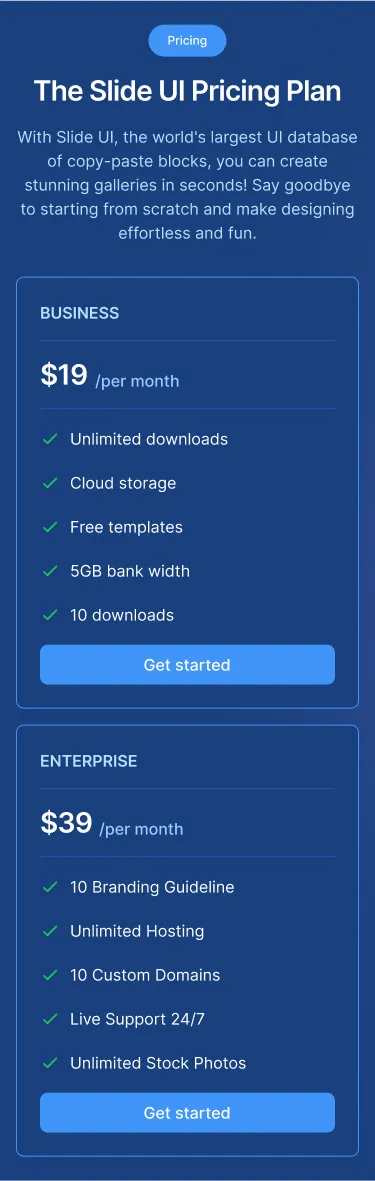 Pricing
The Slide UI Pricing Plan
With Slide UI, the world's largest UI database
of copy-paste blocks, you can create
stunning galleries in seconds! Say goodbye
to starting from scratch and make designing
effortless and fun.
BUSINESS
$19 /per month
Unlimited downloads
Cloud storage
Free templates
5GB bank width
10 downloads
Get started
ENTERPRISE
$39 /per month
10 Branding Guideline
Unlimited Hosting
10 Custom Domains
Live Support 24/7
Unlimited Stock Photos
Get started